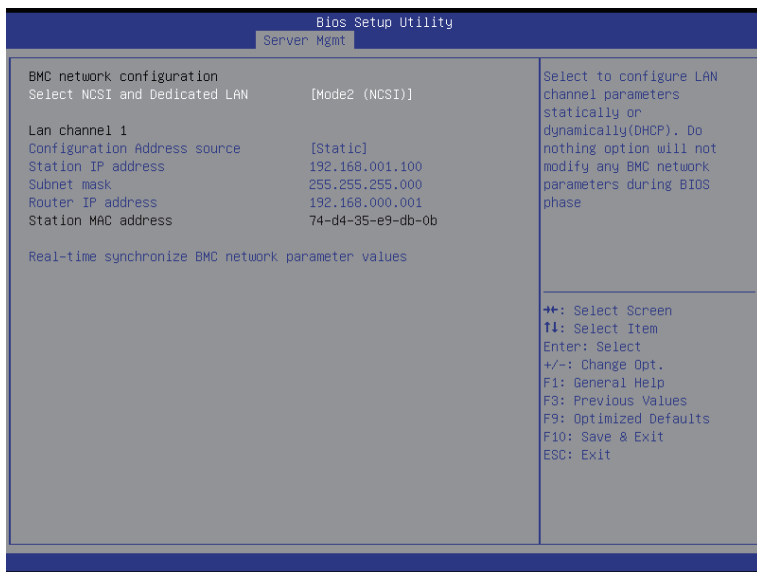 Bios Setup Utility
Server Mgmt
BMC network configuration
Select NCSI and Dedicated LAN [Mode2 (NCSI)]
Lan channel 1
Configuration Address source [Static]
Station IP address 192.168.001.100
Subnet mask 255.255.255.000
Router IP address 192.168.000.001
Station MAC address 74-d4-35-e9-db-0b
Real-time synchronize BMC network parameter values
Select to configure LAN
channel parameters
statically or
dynamically(DHCP). Do
nothing option will not
modify any BMC network
parameters during BIOS
phase
→←: Select Screen
↑↓: Select Item
Enter: Select
+/-: Change Opt.
F1: General Help
F3: Previous Values
F9: Optimized Defaults
F10: Save & Exit
ESC: Exit